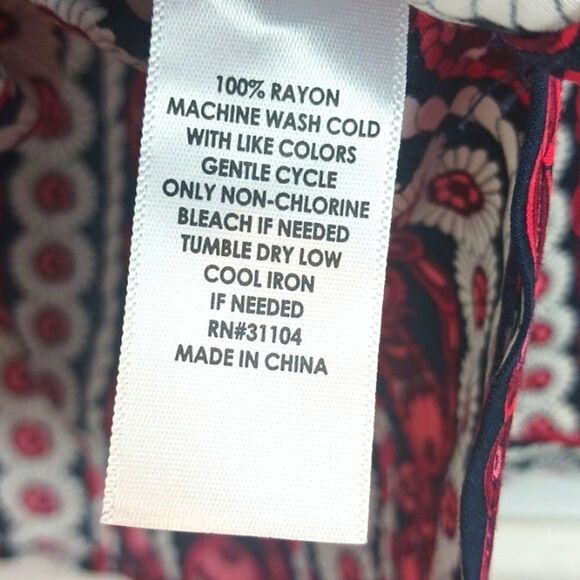 100% RAYON
MACHINE WASH COLD
WITH LIKE COLORS
GENTLE CYCLE
ONLY NON-CHLORINE
BLEACH IF NEEDED
TUMBLE DRY LOW
COOL IRON
IF NEEDED
RN#31104
MADE IN CHINA